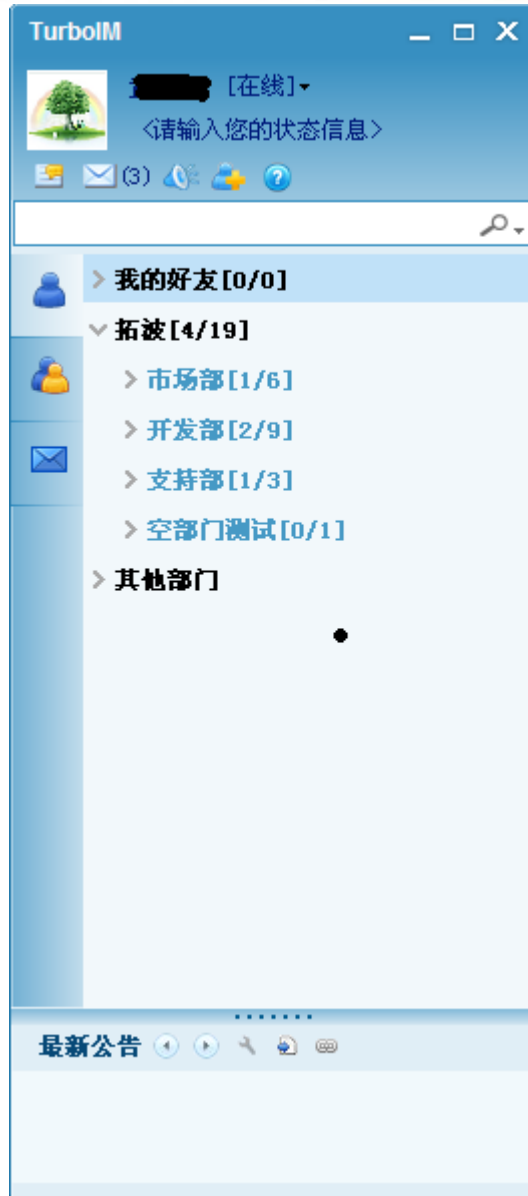 TurboIM
[在线]
<请输入您的状态信息>
(3)
我的好友[0/0]
拓波[4/19]
市场部[1/6]
开发部[2/9]
支持部[1/3]
空部门测试[0/1]
其他部门
最新公告